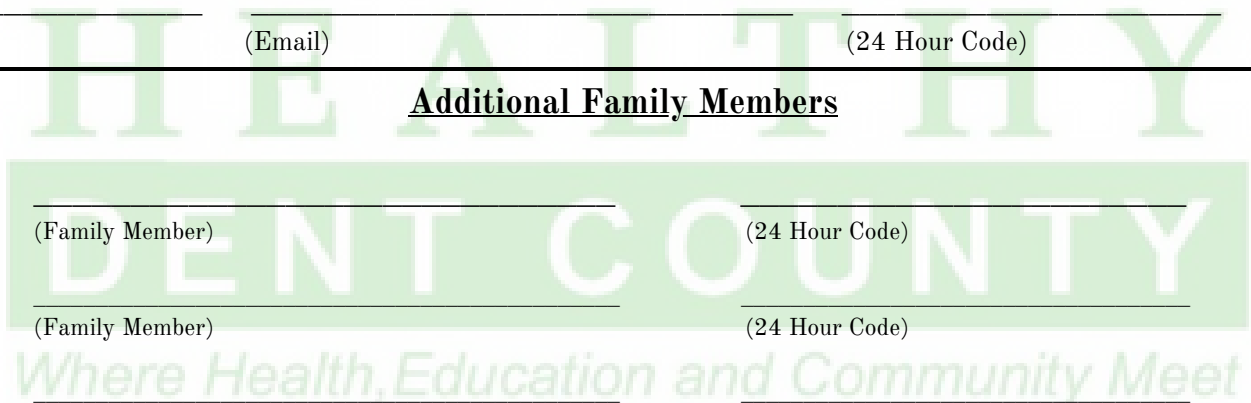 (Email) (24 Hour Code)
Additional Family Members
HEALTHY
(Family Member) (24 Hour Code)
DENT COUNTY
(Family Member) (24 Hour Code)
Where Health, Education and Community Meet